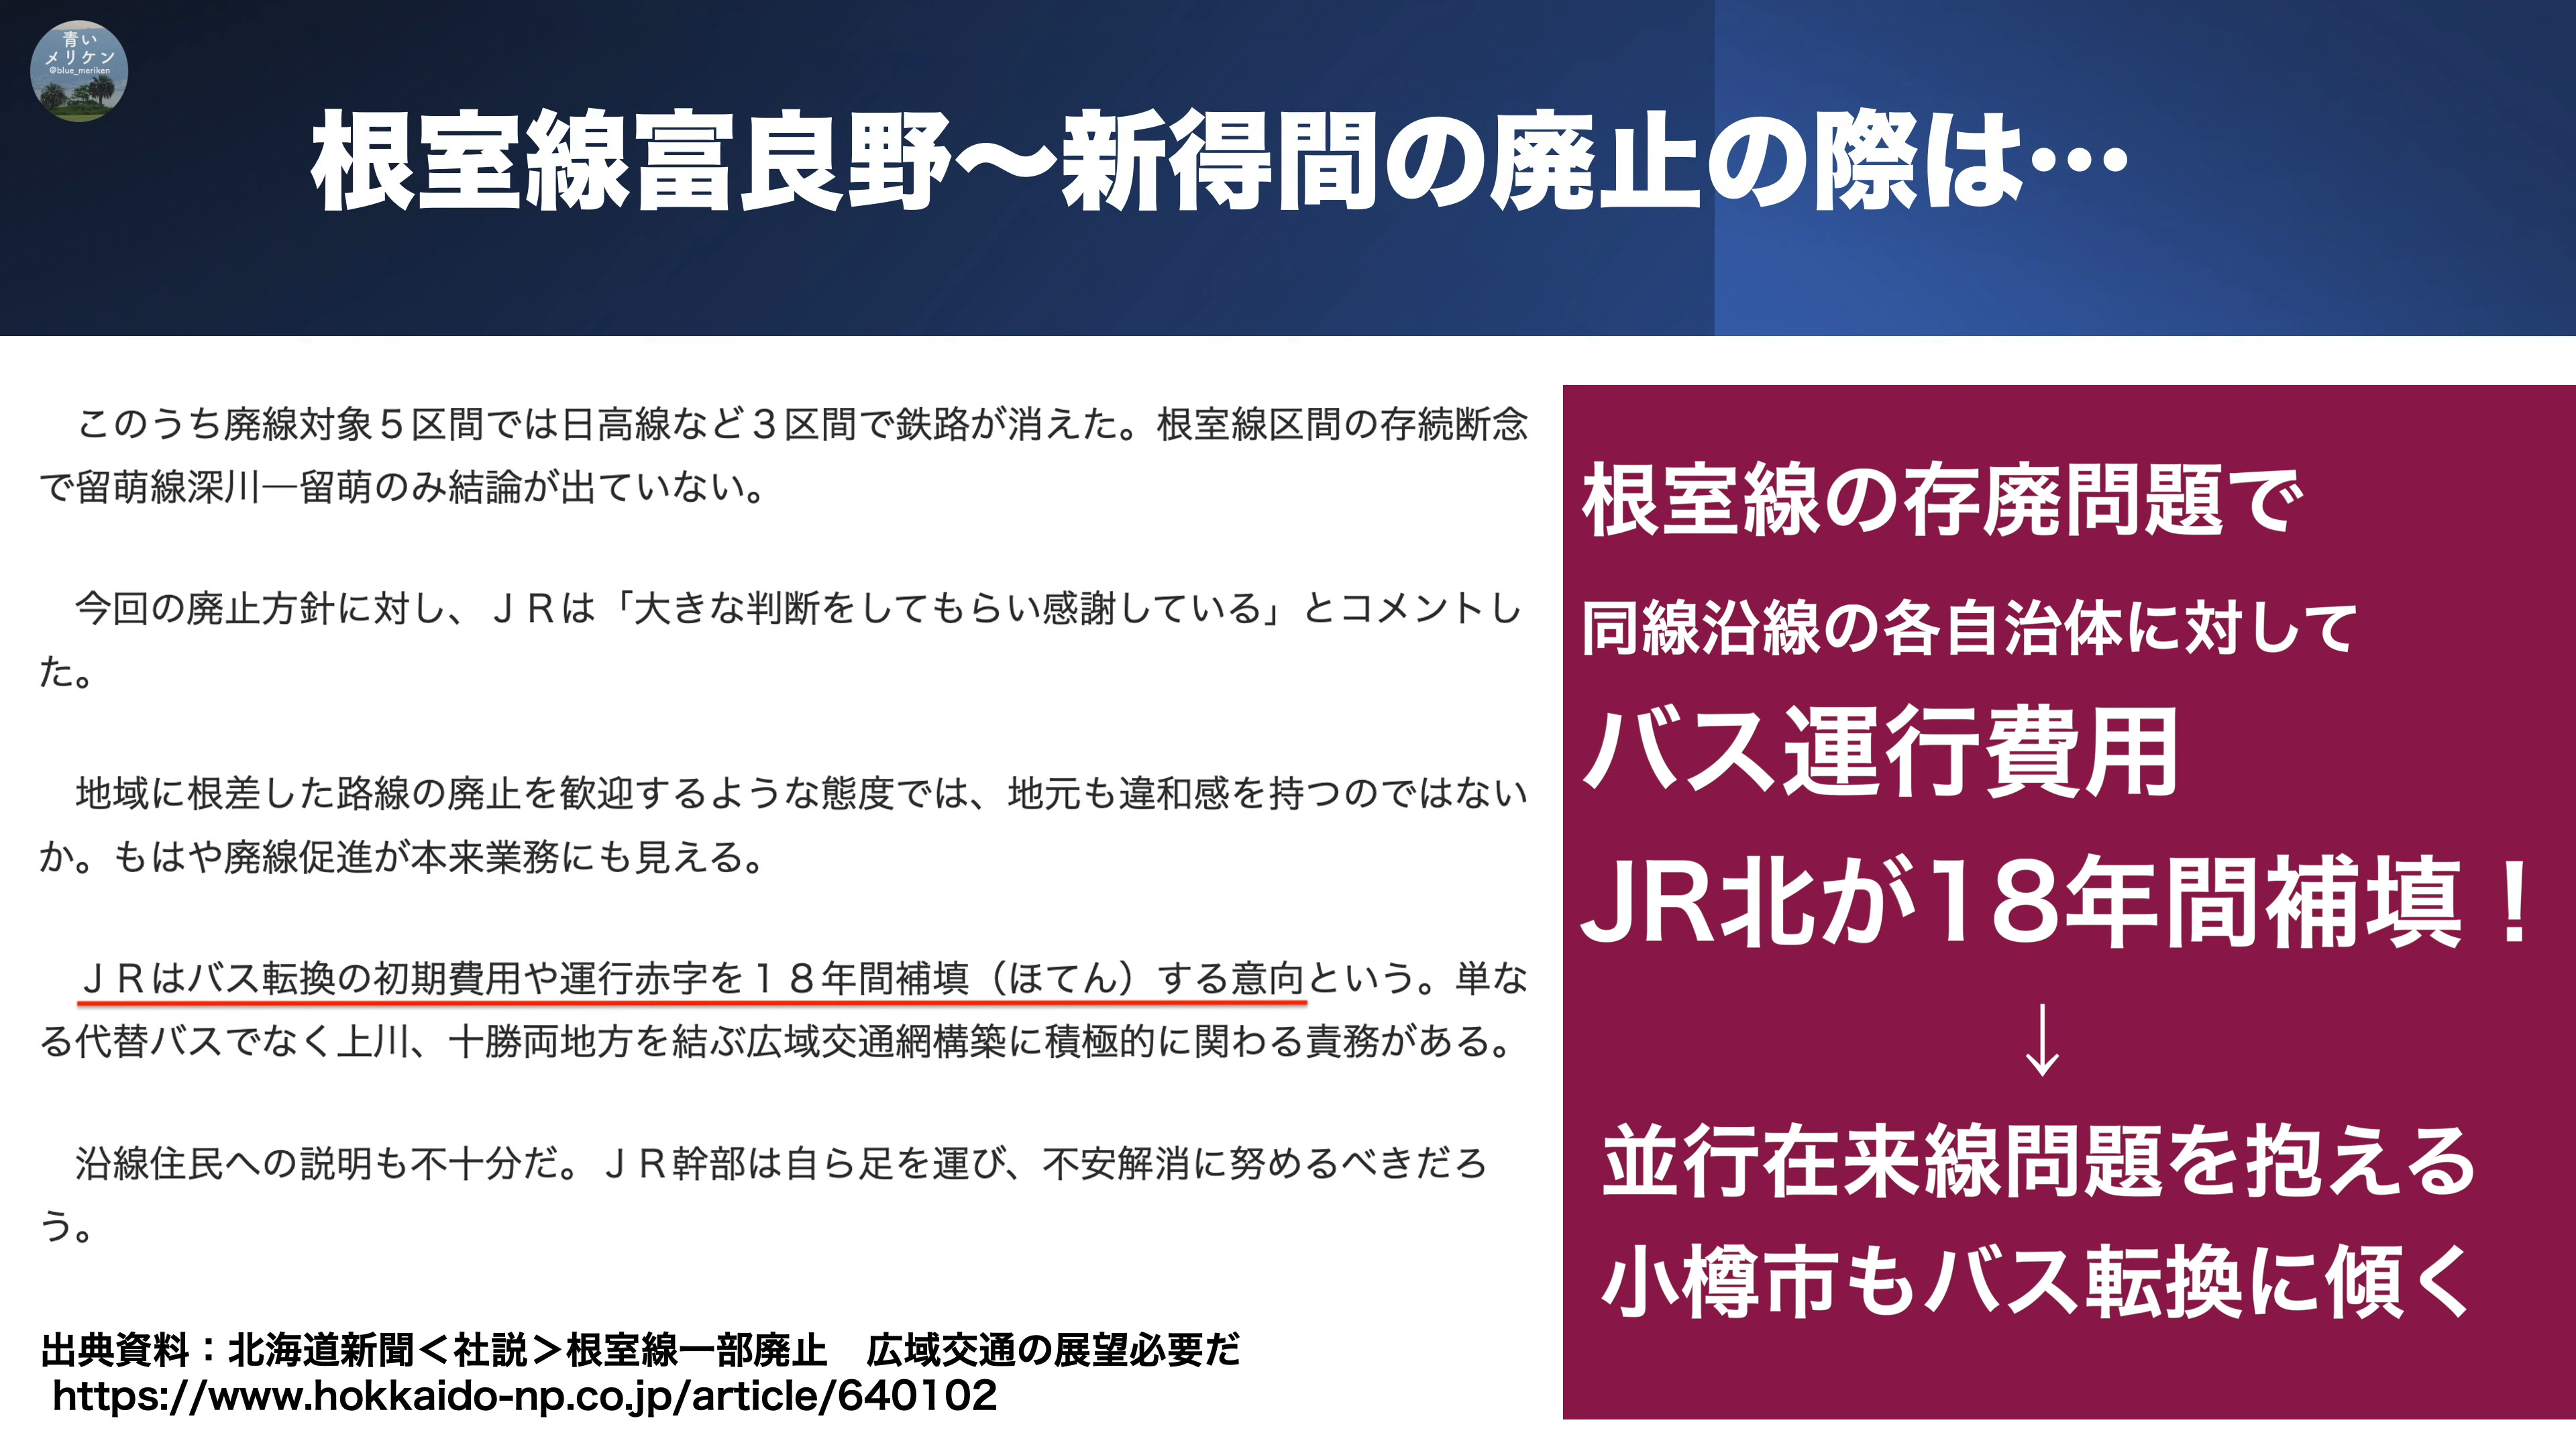 青い
メリケン
@blue_meriken
根室線富良野〜新得間の廃止の際は…
　このうち廃線対象５区間では日高線など３区間で鉄路が消えた。根室線区間の存続断念
で留萌線深川―留萌のみ結論が出ていない。
　今回の廃止方針に対し、ＪＲは「大きな判断をしてもらい感謝している」とコメントし
た。
　地域に根差した路線の廃止を歓迎するような態度では、地元も違和感を持つのではない
か。もはや廃線促進が本来業務にも見える。
　ＪＲはバス転換の初期費用や運行赤字を１８年間補填（ほてん）する意向という。単な
る代替バスでなく上川、十勝両地方を結ぶ広域交通網構築に積極的に関わる責務がある。
　沿線住民への説明も不十分だ。ＪＲ幹部は自ら足を運び、不安解消に努めるべきだろ
う。
出典資料：北海道新聞＜社説＞根室線一部廃止　広域交通の展望必要だ
https://www.hokkaido-np.co.jp/article/640102
根室線の存廃問題で
同線沿線の各自治体に対して
バス運行費用
JR北が18年間補填！
↓
並行在来線問題を抱える
小樽市もバス転換に傾く